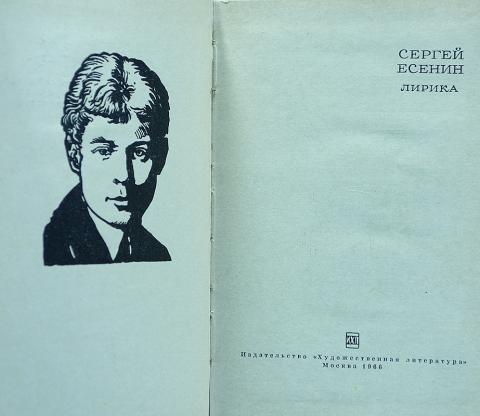 СЕРГЕЙ
ЕСЕНИН
ЛИРИКА
Издательство «Художественная литература»
Москва 1966